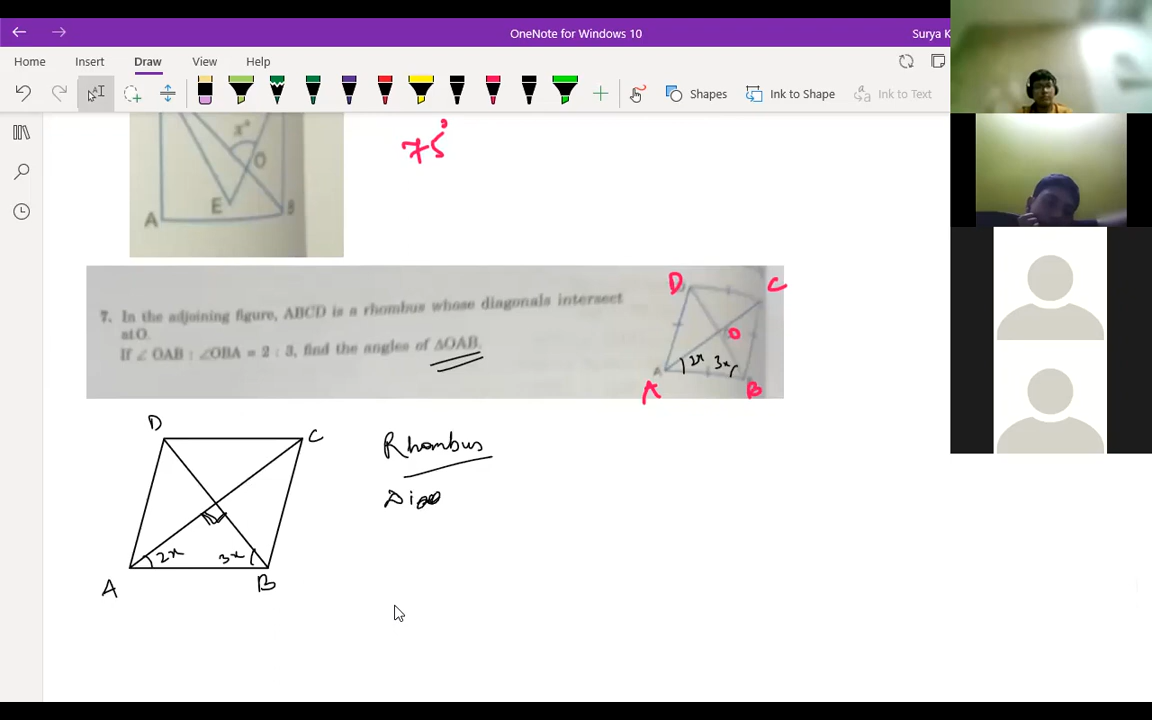 OneNote for Windows 10
Surya K
Home Insert Draw View Help
Shapes Ink to Shape Ink to Text
x°
O
E
A
B
75°
7. In the adjoining figure, ABCD is a rhombus whose diagonals intersect
at O.
If ∠OAB : ∠OBA = 2 : 3, find the angles of ΔOAB.
D C
O
2x 3x
A
A B
D C
2x 3x
A B
Rhombus